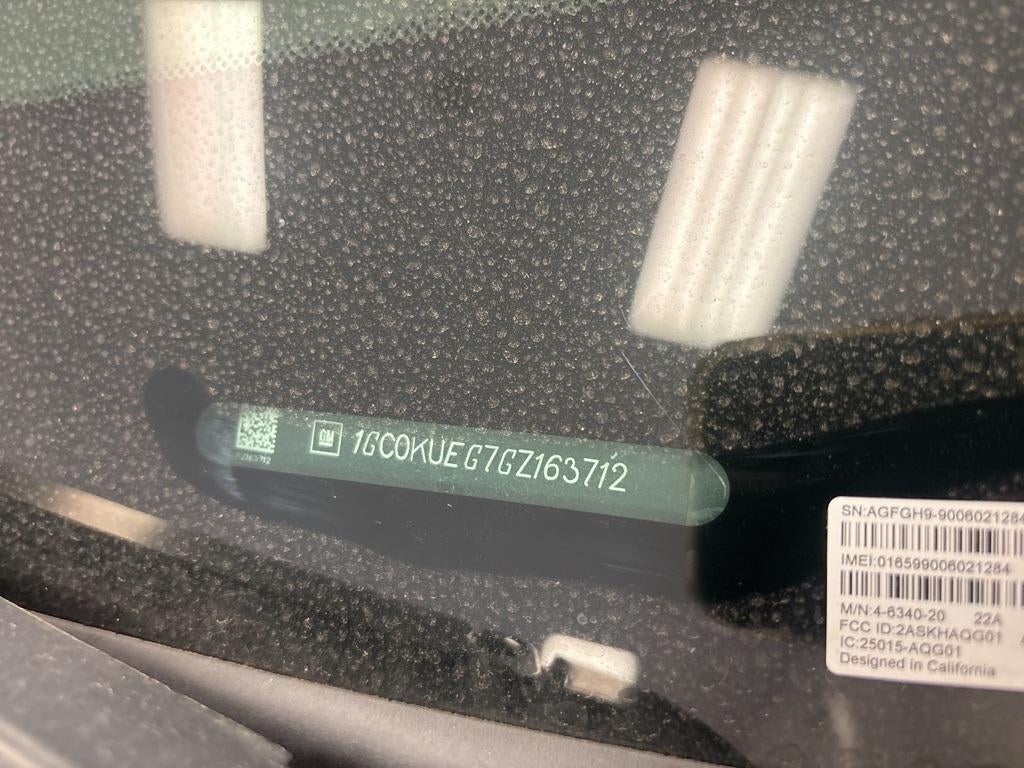 GM 1GC0KUEG7GZ163712
SN:AGFGH9-9006021284
IMEI:016599006021284
M/N:4-6340-20 22A
FCC ID:2ASKHAQG01
IC:25015-AQG01
Designed in California